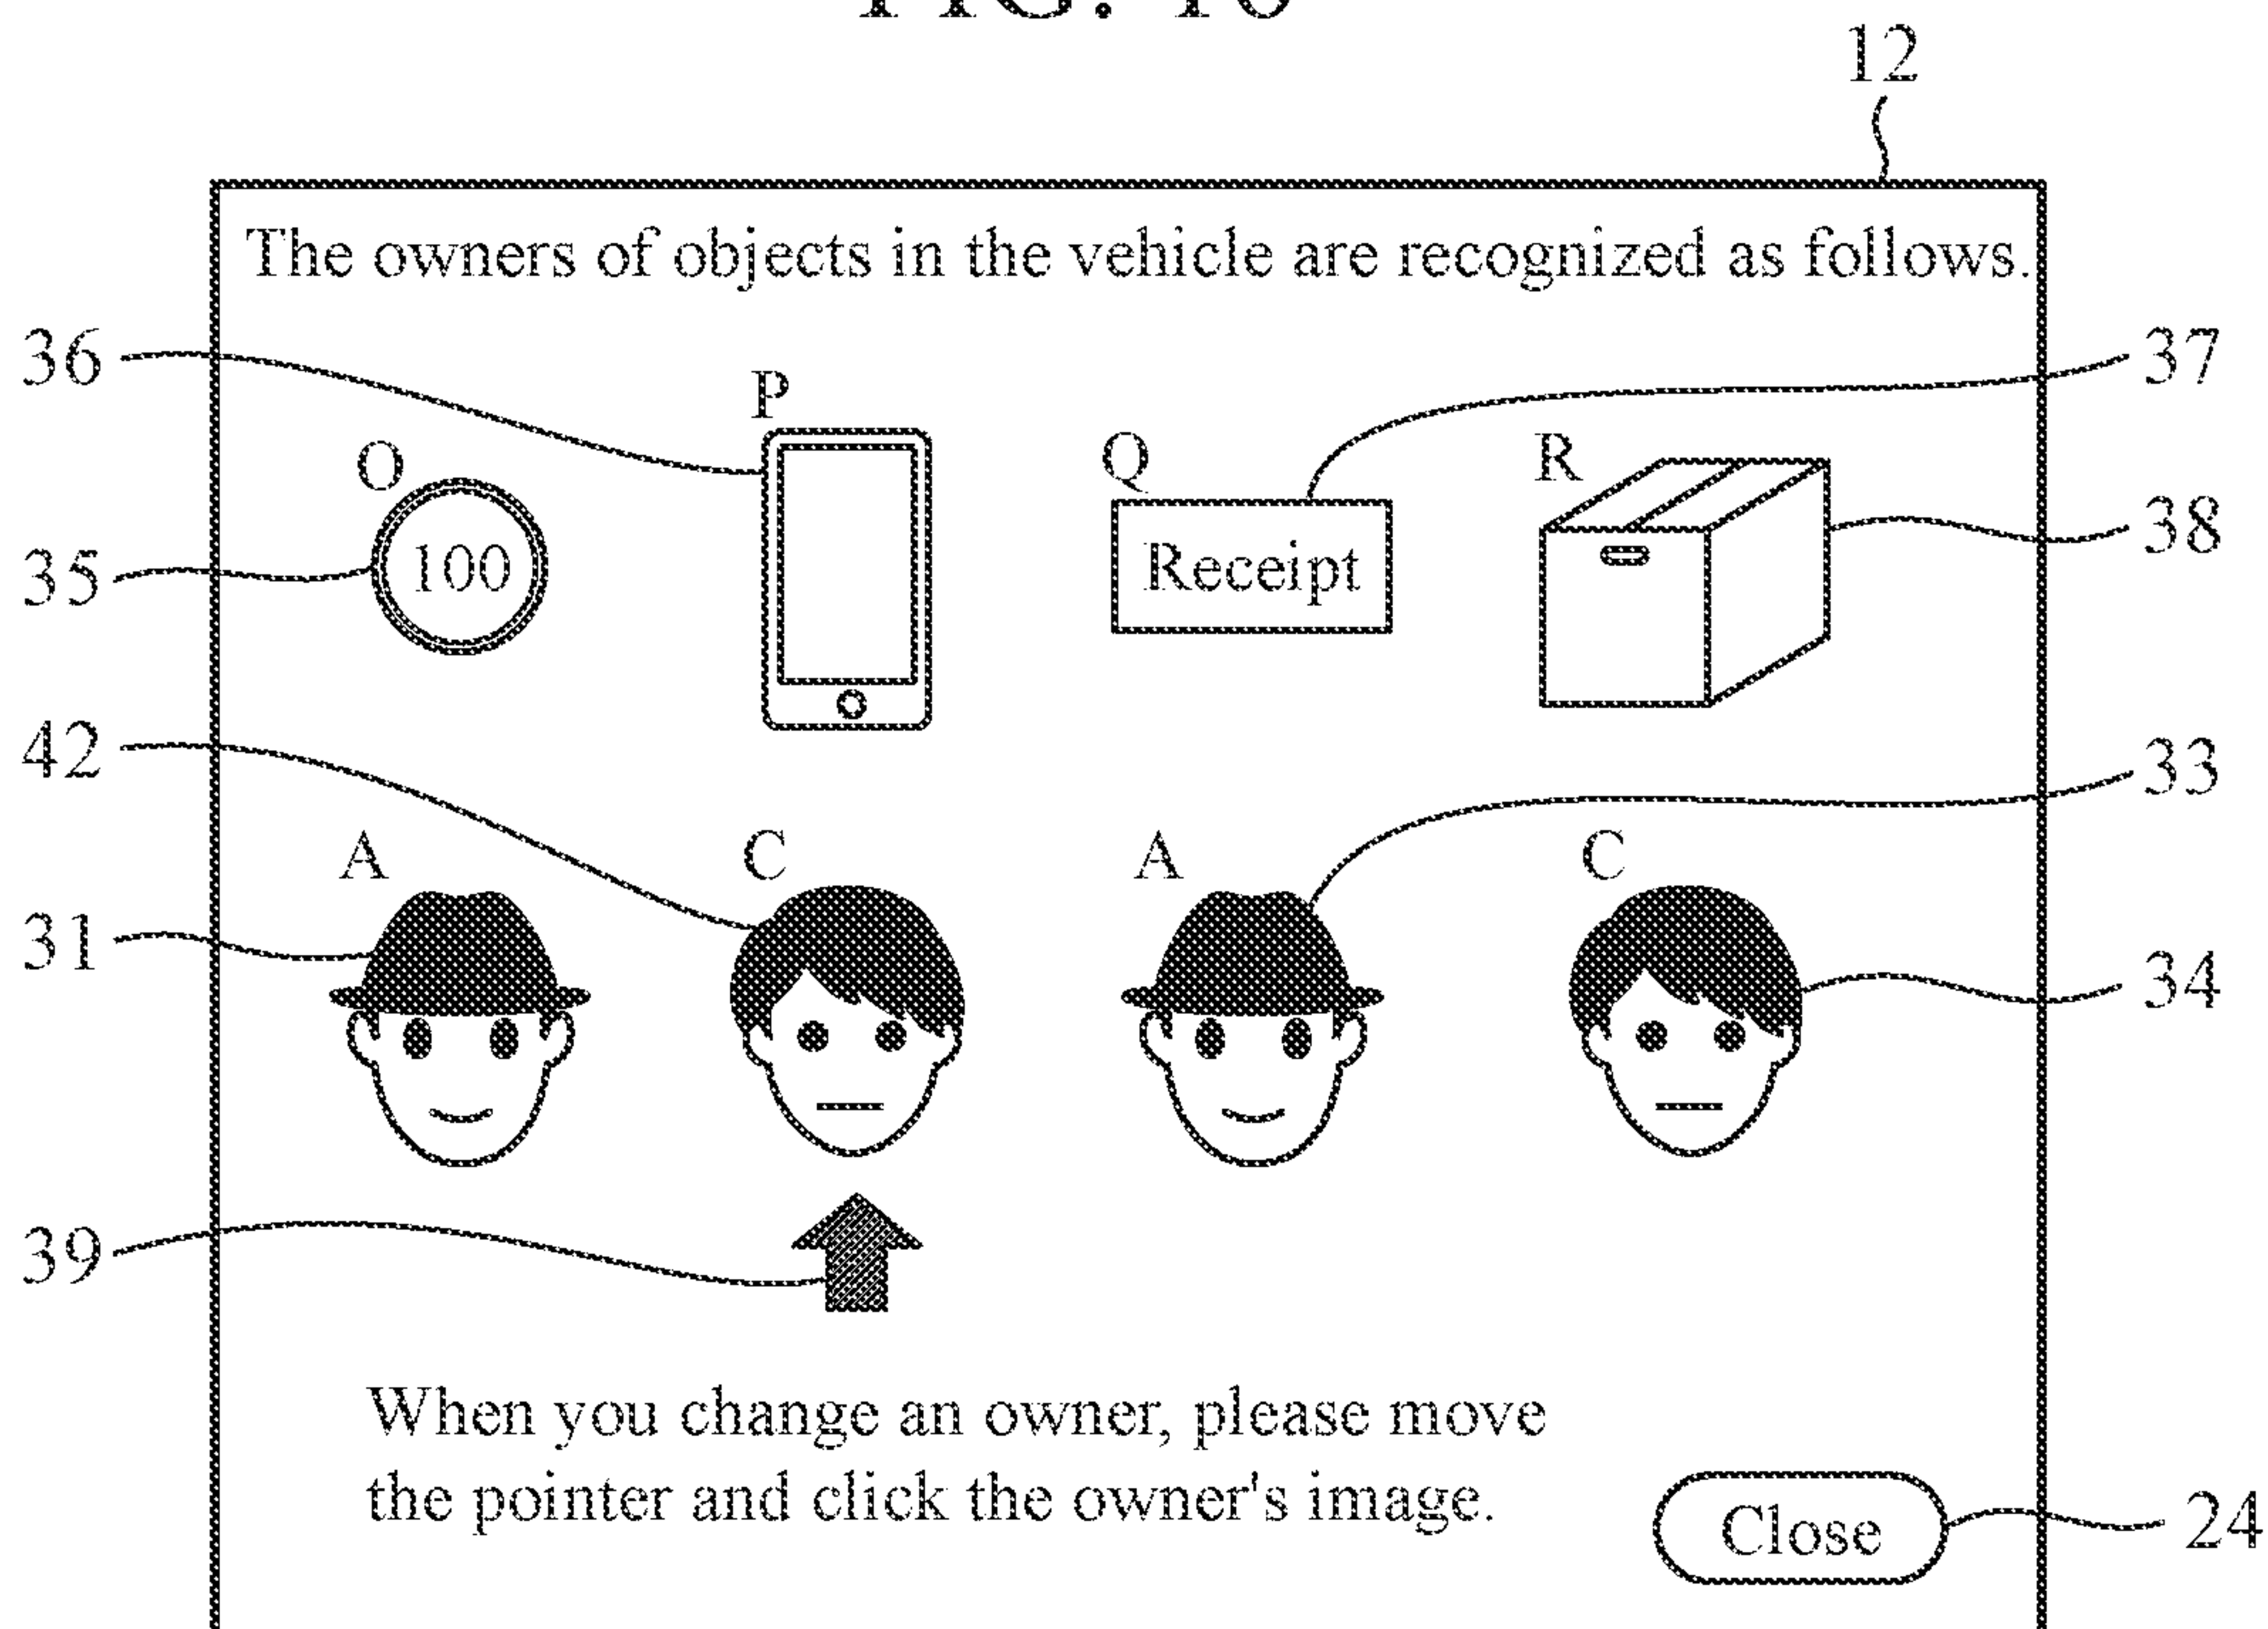 12
The owners of objects in the vehicle are recognized as follows.
36
37
P
O
Q
R
35
100
Receipt
38
42
33
A
C
A
C
31
34
39
When you change an owner, please move
the pointer and click the owner's image.
Close
24